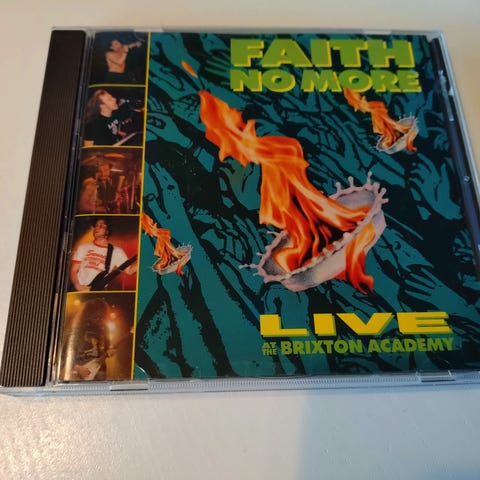 FAITH
NO MORE
LIVE
AT THE BRIXTON ACADEMY